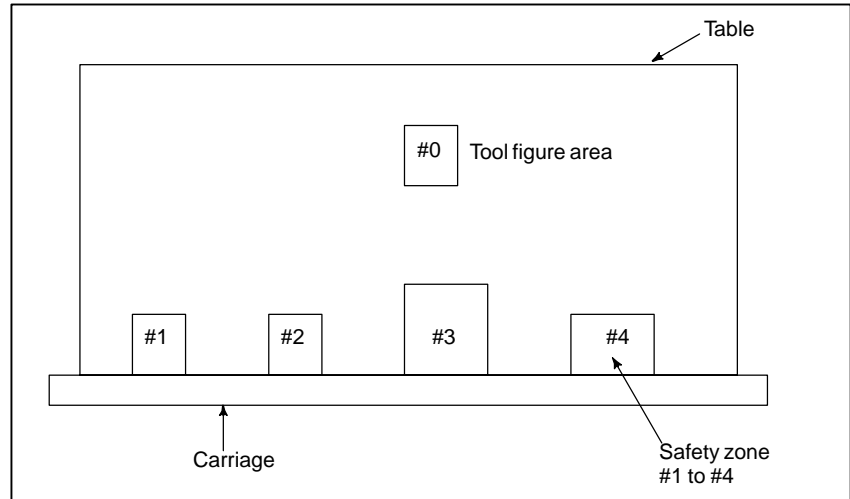 Table
#0
Tool figure area
#1
#2
#3
#4
Carriage
Safety zone
#1 to #4